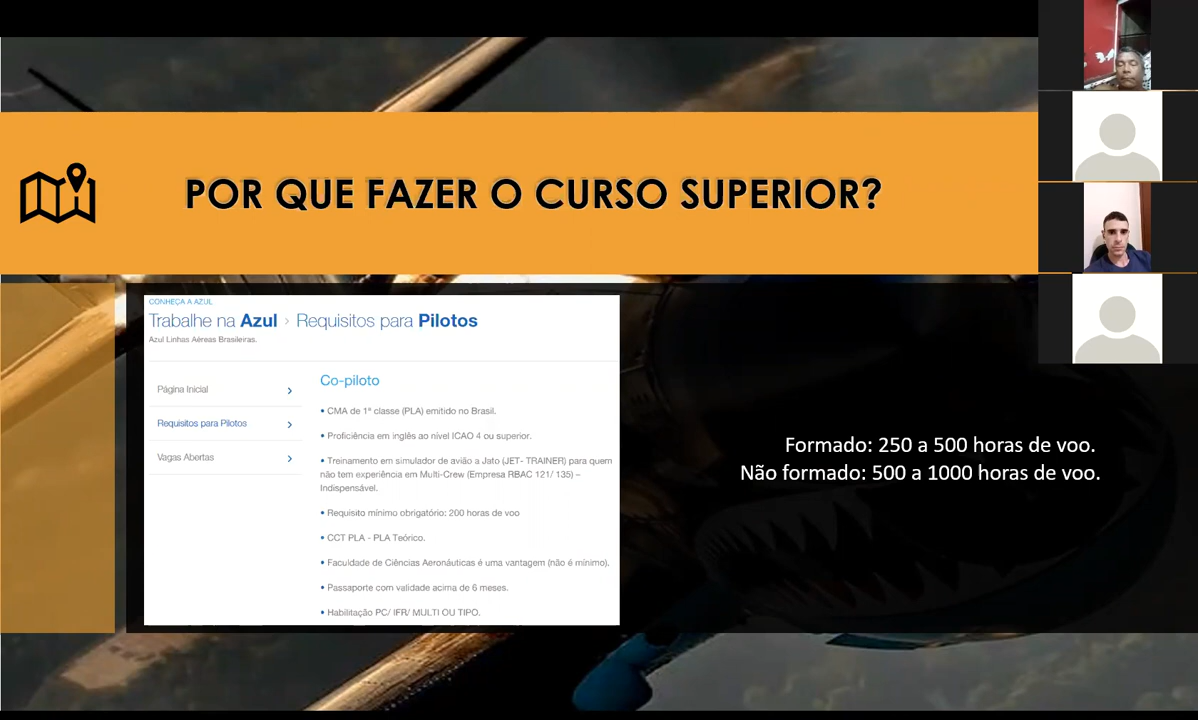 POR QUE FAZER O CURSO SUPERIOR?
CONHEÇA A AZUL
Trabalhe na Azul › Requisitos para Pilotos
Azul Linhas Aéreas Brasileiras.
Página Inicial
Requisitos para Pilotos
Vagas Abertas
Co-piloto
• CMA de 1ª classe (PLA) emitido no Brasil.
• Proficiência em inglês ao nível ICAO 4 ou superior.
• Treinamento em simulador de avião a Jato (JET- TRAINER) para quem
não tem experiência em Multi-Crew (Empresa RBAC 121/ 135) –
Indispensável.
• Requisito mínimo obrigatório: 200 horas de voo
• CCT PLA - PLA Teórico.
• Faculdade de Ciências Aeronáuticas é uma vantagem (não é mínimo).
• Passaporte com validade acima de 6 meses.
• Habilitação PC/ IFR/ MULTI OU TIPO.
Formado: 250 a 500 horas de voo.
Não formado: 500 a 1000 horas de voo.